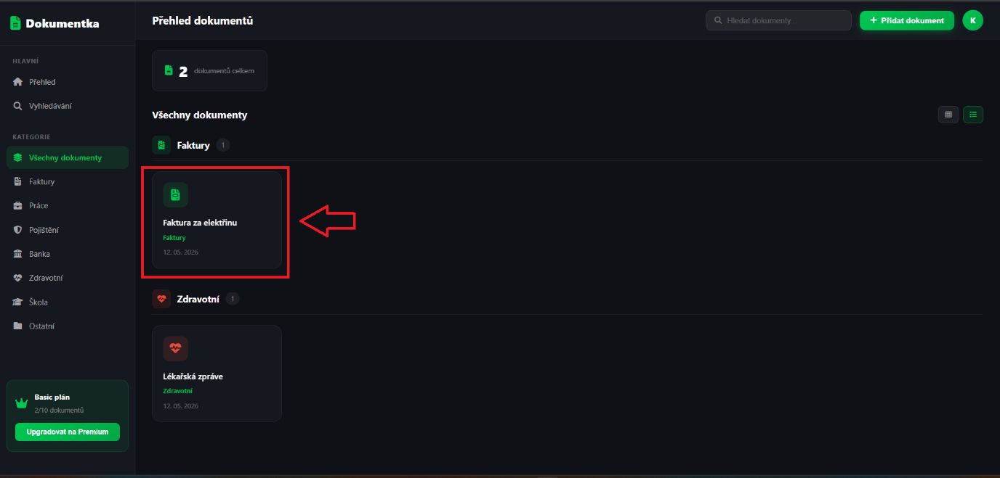 Dokumentka
Přehled dokumentů
Hledat dokumenty...
+ Přidat dokument
K
HLAVNÍ
Přehled
Vyhledávání
KATEGORIE
Všechny dokumenty
Faktury
Práce
Pojištění
Banka
Zdravotní
Škola
Ostatní
Basic plán
2/10 dokumentů
Upgradovat na Premium
2 dokumentů celkem
Všechny dokumenty
Faktury 1
Faktura za elektřinu
Faktury
12. 05. 2026
Zdravotní 1
Lékařská zpráve
Zdravotní
12. 05. 2026